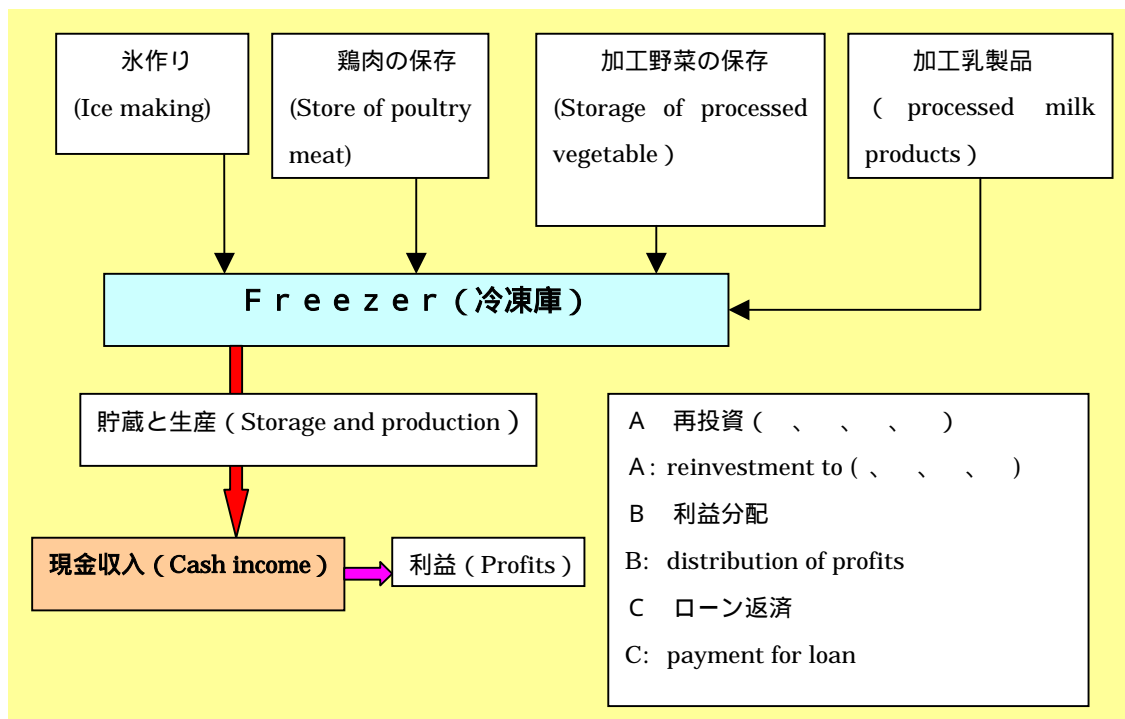 氷作り
(Ice making)
鶏肉の保存
(Store of poultry
meat)
加工野菜の保存
(Storage of processed
vegetable）
加工乳製品
（ processed milk
products）
Ｆｒｅｅｚｅｒ（冷凍庫）
貯蔵と生産（Storage and production）
現金収入（Cash income）
利益（Profits）
Ａ 再投資（ 、 、 、 ）
Ａ: reinvestment to（ 、 、 、 ）
Ｂ 利益分配
B: distribution of profits
Ｃ ローン返済
C: payment for loan